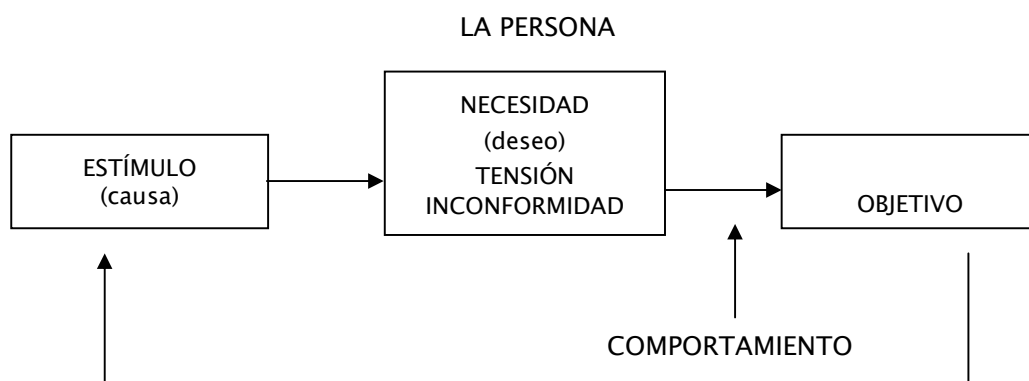 LA PERSONA
ESTÍMULO
(causa)
NECESIDAD
(deseo)
TENSIÓN
INCONFORMIDAD
OBJETIVO
COMPORTAMIENTO